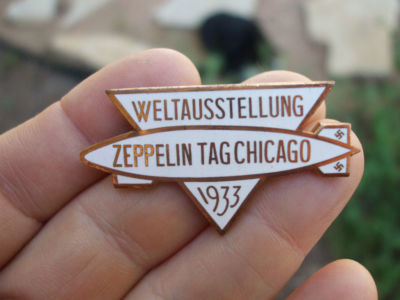 WELTAUSSTELLUNG
ZEPPELIN TAG CHICAGO
1933